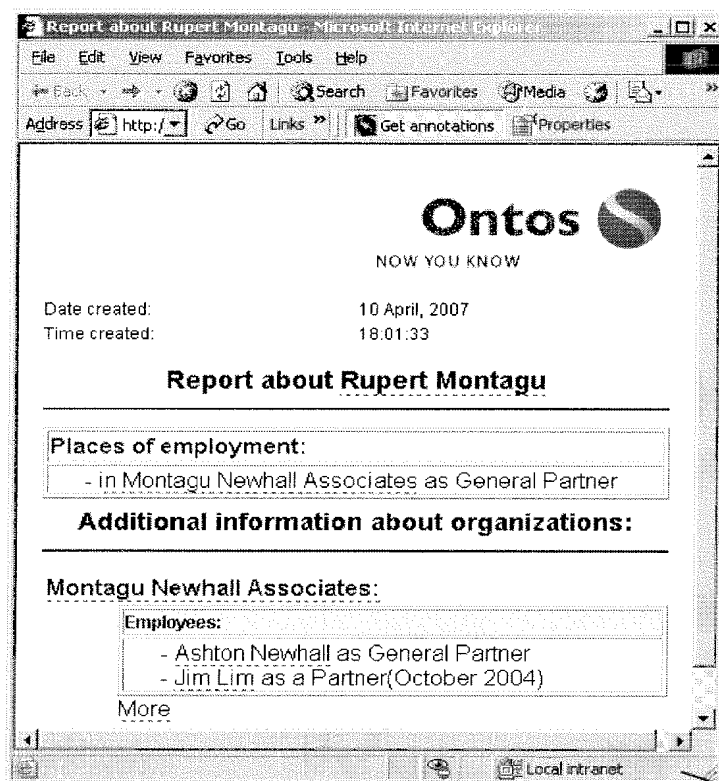 Report about Rupert Montagu - Microsoft Internet Explorer
File Edit View Favorites Tools Help
Back Search Favorites Media »
Address http:/ Go Links » Get annotations Properties
Ontos
NOW YOU KNOW
Date created: 10 April, 2007
Time created: 18:01:33
Report about Rupert Montagu
Places of employment:
- in Montagu Newhall Associates as General Partner
Additional information about organizations:
Montagu Newhall Associates:
Employees:
- Ashton Newhall as General Partner
- Jim Lim as a Partner(October 2004)
More
Local intranet